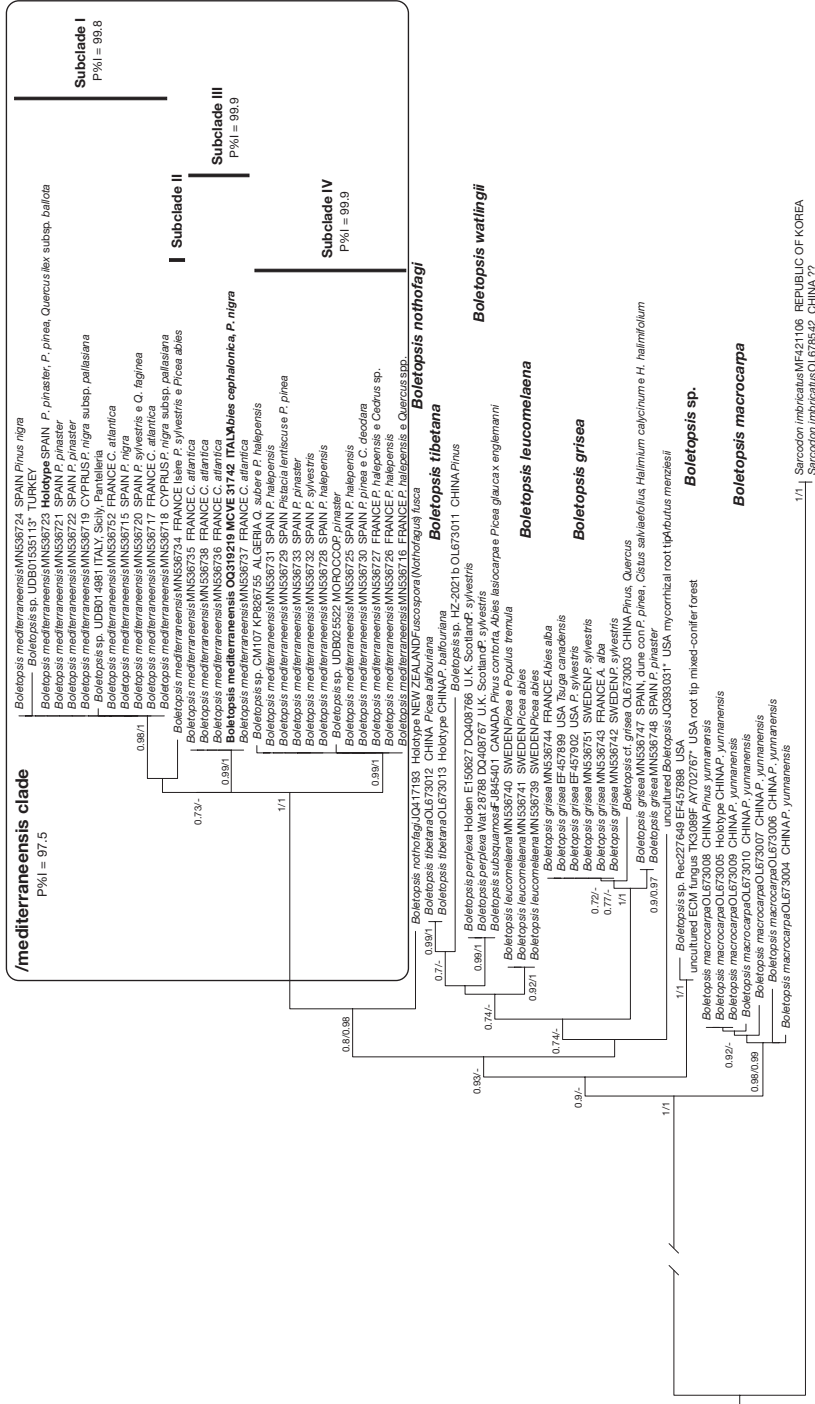 /mediterraneensis clade
P%I = 97.5
Boletopsis mediterraneensis MN536724 SPAIN Pinus nigra
Boletopsis sp. UDB01535113* TURKEY
Boletopsis mediterraneensis MN536723 Holotype SPAIN P. pinaster, P. pinea, Quercus ilex subsp. ballota
Boletopsis mediterraneensis MN536721 SPAIN P. pinaster
Boletopsis mediterraneensis MN536722 SPAIN P. pinaster
Boletopsis mediterraneensis MN536719 CYPRUS P. nigra subsp. pallasiana
Boletopsis sp. UDB014981 ITALY, Sicily, Pantelleria
Boletopsis mediterraneensis MN536752 FRANCE C. atlantica
Boletopsis mediterraneensis MN536715 SPAIN P. nigra
Boletopsis mediterraneensis MN536720 SPAIN P. sylvestris e Q. faginea
Boletopsis mediterraneensis MN536717 FRANCE C. atlantica
Boletopsis mediterraneensis MN536718 CYPRUS P. nigra subsp. pallasiana
Subclade I
P%I = 99.8
0.98/1
Boletopsis mediterraneensis MN536734 FRANCE Isère P. sylvestris e Picea abies
Subclade II
0.73/-
Boletopsis mediterraneensis MN536735 FRANCE C. atlantica
Boletopsis mediterraneensis MN536738 FRANCE C. atlantica
Boletopsis mediterraneensis MN536736 FRANCE C. atlantica
Boletopsis mediterraneensis OQ319219 MCVE 31742 ITALY Abies cephalonica, P. nigra
Boletopsis mediterraneensis MN536737 FRANCE C. atlantica
Subclade III
P%I = 99.9
0.99/1
Boletopsis sp. CM107 KP826755 ALGERIA Q. suber e P. halepensis
Boletopsis mediterraneensis MN536731 SPAIN P. halepensis
Boletopsis mediterraneensis MN536729 SPAIN Pistacia lentiscus e P. pinea
Boletopsis mediterraneensis MN536733 SPAIN P. pinaster
Boletopsis mediterraneensis MN536732 SPAIN P. sylvestris
Boletopsis mediterraneensis MN536728 SPAIN P. halepensis
Boletopsis sp. UDB025522 MOROCCO P. pinaster
Boletopsis mediterraneensis MN536725 SPAIN P. halepensis
Boletopsis mediterraneensis MN536730 SPAIN P. pinea e C. deodara
Boletopsis mediterraneensis MN536727 FRANCE P. halepensis e Cedrus sp.
Boletopsis mediterraneensis MN536726 FRANCE P. halepensis
Boletopsis mediterraneensis MN536716 FRANCE P. halepensis e Quercus spp.
Subclade IV
P%I = 99.9
1/1
0.99/1
0.8/0.98
Boletopsis nothofagi JQ417193 Holotype NEW ZEALAND Fuscospora (Nothofagus) fusca
Boletopsis nothofagi
Boletopsis tibetana OL673012 CHINA Picea balfouriana
Boletopsis tibetana OL673013 Holotype CHINA P. balfouriana
Boletopsis tibetana
0.99/1
0.7/-
Boletopsis sp. HZ-2021b OL673011 CHINA Pinus
Boletopsis perplexa Holden E150627 DQ408766 U.K. Scotland P. sylvestris
Boletopsis perplexa Wat 28788 DQ408767 U.K. Scotland P. sylvestris
Boletopsis subsquamosa FJ845401 CANADA Pinus contorta, Abies lasiocarpa e Picea glauca x englemanni
Boletopsis watlingii
0.99/1
0.74/-
Boletopsis leucomelaena MN536740 SWEDEN Picea e Populus tremula
Boletopsis leucomelaena MN536741 SWEDEN Picea abies
Boletopsis leucomelaena MN536739 SWEDEN Picea abies
Boletopsis leucomelaena
0.92/1
0.93/-
0.74/-
Boletopsis grisea MN536744 FRANCE Abies alba
Boletopsis grisea EF457899 USA Tsuga canadensis
Boletopsis grisea EF457902 USA P. sylvestris
Boletopsis grisea MN536751 SWEDEN P. sylvestris
Boletopsis grisea MN536743 FRANCE A. alba
Boletopsis grisea MN536742 SWEDEN P. sylvestris
Boletopsis cf. grisea OL673003 CHINA Pinus, Quercus
Boletopsis grisea MN536747 SPAIN, dune con P. pinea, Cistus salviaefolius, Halimium calycinum e H. halimifolium
Boletopsis grisea MN536748 SPAIN P. pinaster
Boletopsis grisea
0.72/-
0.77/-
1/1
0.9/0.97
uncultured Boletopsis JQ393031* USA mycorrhizal root tip Arbutus menziesii
0.9/-
1/1
Boletopsis sp. Rec227649 EF457898 USA
uncultured ECM fungus TK3089F AY702767* USA root tip mixed-conifer forest
Boletopsis sp.
1/1
Boletopsis macrocarpa OL673008 CHINA Pinus yunnanensis
Boletopsis macrocarpa OL673005 Holotype CHINA P. yunnanensis
Boletopsis macrocarpa OL673009 CHINA P. yunnanensis
Boletopsis macrocarpa OL673010 CHINA P. yunnanensis
Boletopsis macrocarpa OL673007 CHINA P. yunnanensis
Boletopsis macrocarpa OL673006 CHINA P. yunnanensis
Boletopsis macrocarpa OL673004 CHINA P. yunnanensis
Boletopsis macrocarpa
0.92/-
0.98/0.99
1/1
Sarcodon imbricatus MF421106 REPUBLIC OF KOREA
Sarcodon imbricatus OL678542 CHINA ??